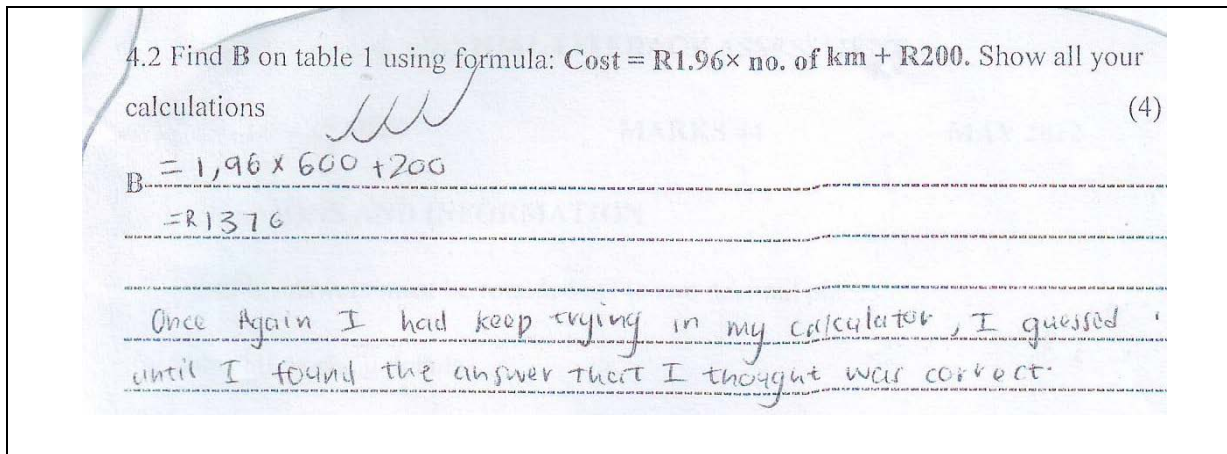 4.2 Find B on table 1 using formula: Cost = R1.96× no. of km + R200. Show all your
calculations (4)
B = 1,96 x 600 +200
=R1376
Once Again I had keep trying in my calculator, I guessed
until I found the answer that I thought was correct.